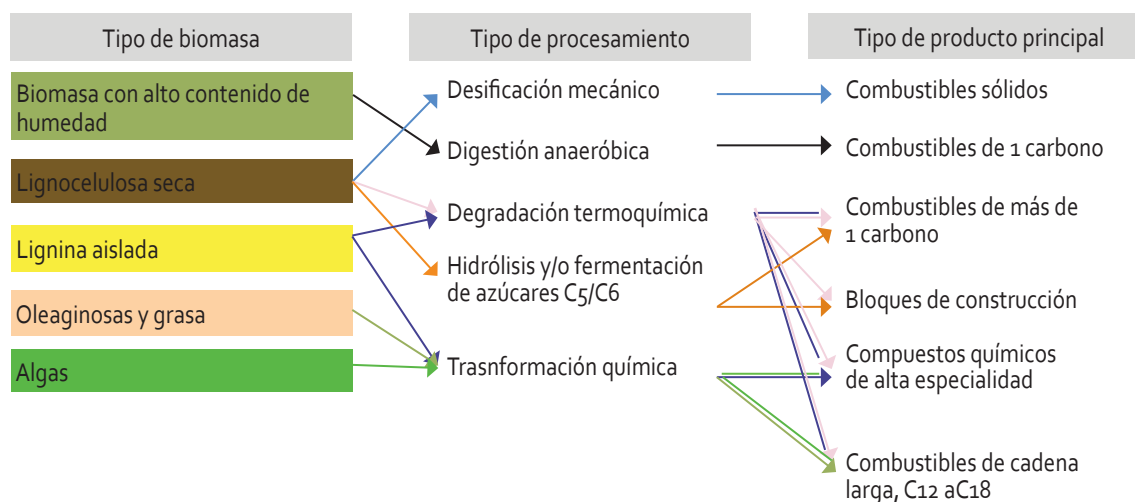 Tipo de biomasa
Tipo de procesamiento
Tipo de producto principal
Biomasa con alto contenido de
humedad
Lignocelulosa seca
Lignina aislada
Oleaginosas y grasa
Algas
Desificación mecánico
Digestión anaeróbica
Degradación termoquímica
Hidrólisis y/o fermentación
de azúcares C5/C6
Trasnformación química
Combustibles sólidos
Combustibles de 1 carbono
Combustibles de más de
1 carbono
Bloques de construcción
Compuestos químicos
de alta especialidad
Combustibles de cadena
larga, C12 aC18